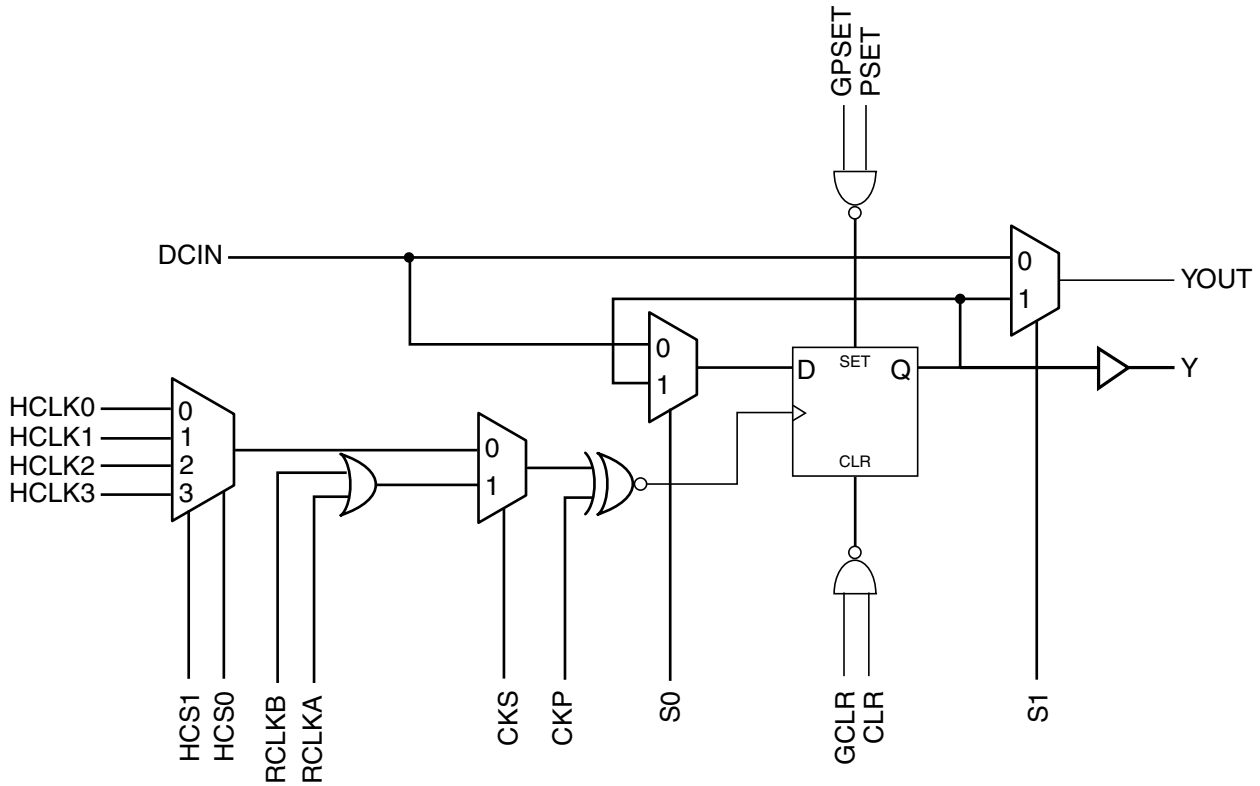 GPSET
PSET
DCIN
0
1
YOUT
0
1
D
SET
Q
CLR
Y
HCLK0
HCLK1
HCLK2
HCLK3
0
1
2
3
0
1
HCS1
HCS0
RCLKB
RCLKA
CKS
CKP
S0
GCLR
CLR
S1